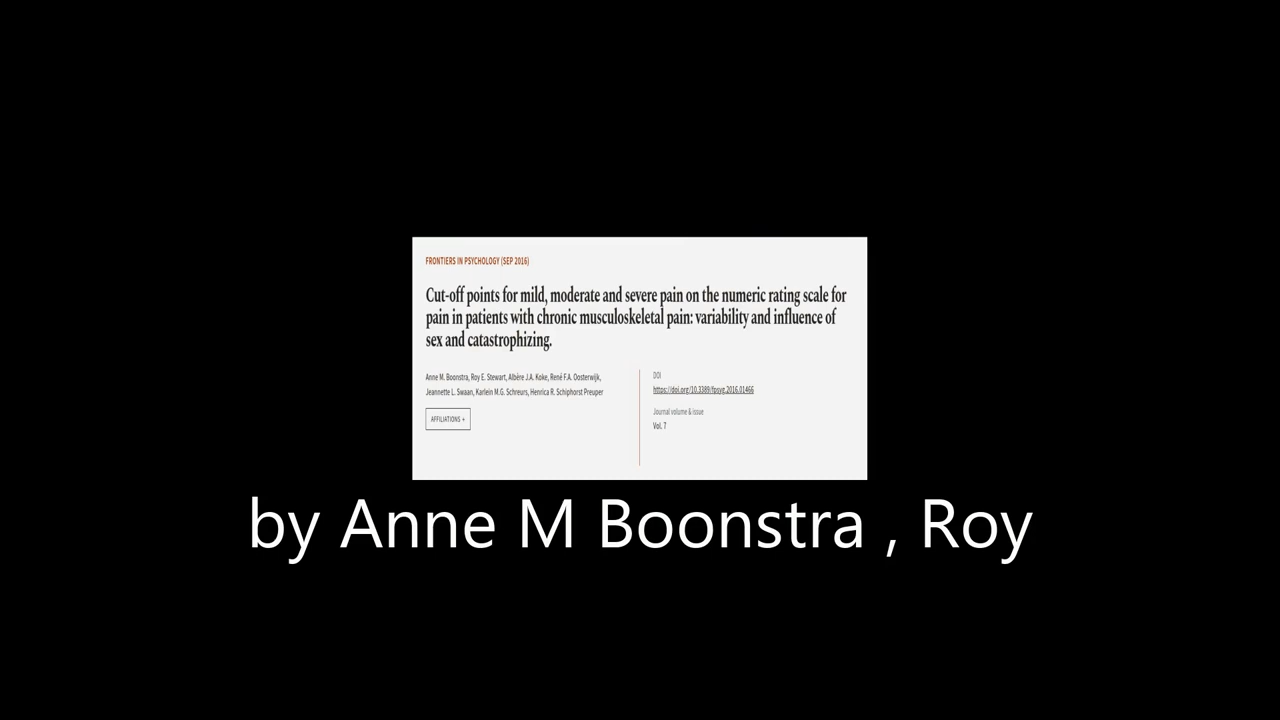 FRONTIERS IN PSYCHOLOGY (SEP 2016)
Cut-off points for mild, moderate and severe pain on the numeric rating scale for
pain in patients with chronic musculoskeletal pain: variability and influence of
sex and catastrophizing.
Anne M. Boonstra, Roy E. Stewart, Albère J.A. Koke, René F.A. Oosterwijk,
Jeannette L. Swaan, Karlein M.G. Schreurs, Henrica R. Schiphorst Preuper
AFFILIATIONS +
DOI
https://doi.org/10.3389/fpsyg.2016.01466
Journal volume & issue
Vol. 7
by Anne M Boonstra , Roy